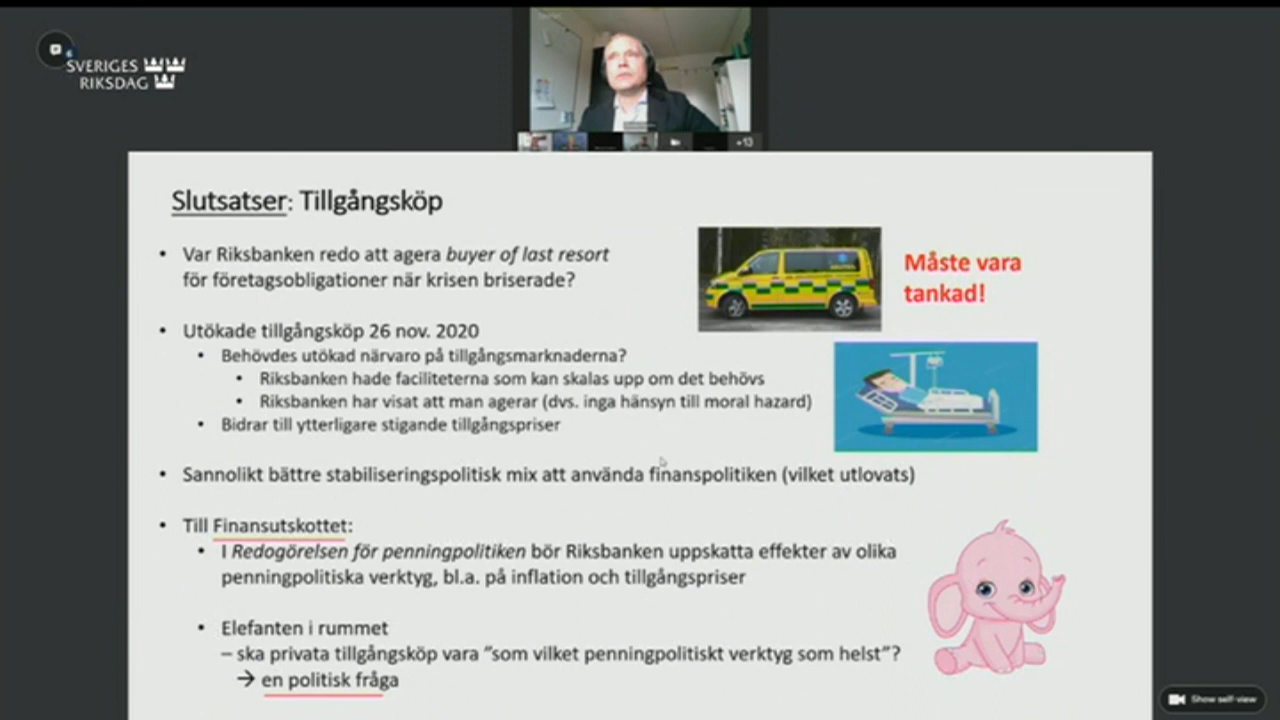 SVERIGES
RIKSDAG
+13
Slutsatser: Tillgångsköp
• Var Riksbanken redo att agera buyer of last resort
för företagsobligationer när krisen briserade?
Måste vara
tankad!
• Utökade tillgångsköp 26 nov. 2020
• Behövdes utökad närvaro på tillgångsmarknaderna?
• Riksbanken hade faciliteterna som kan skalas upp om det behövs
• Riksbanken har visat att man agerar (dvs. inga hänsyn till moral hazard)
• Bidrar till ytterligare stigande tillgångspriser
• Sannolikt bättre stabiliseringspolitisk mix att använda finanspolitiken (vilket utlovats)
• Till Finansutskottet:
• I Redogörelsen för penningpolitiken bör Riksbanken uppskatta effekter av olika
penningpolitiska verktyg, bl.a. på inflation och tillgångspriser
• Elefanten i rummet
– ska privata tillgångsköp vara ”som vilket penningpolitiskt verktyg som helst”?
→ en politisk fråga
Show self-view